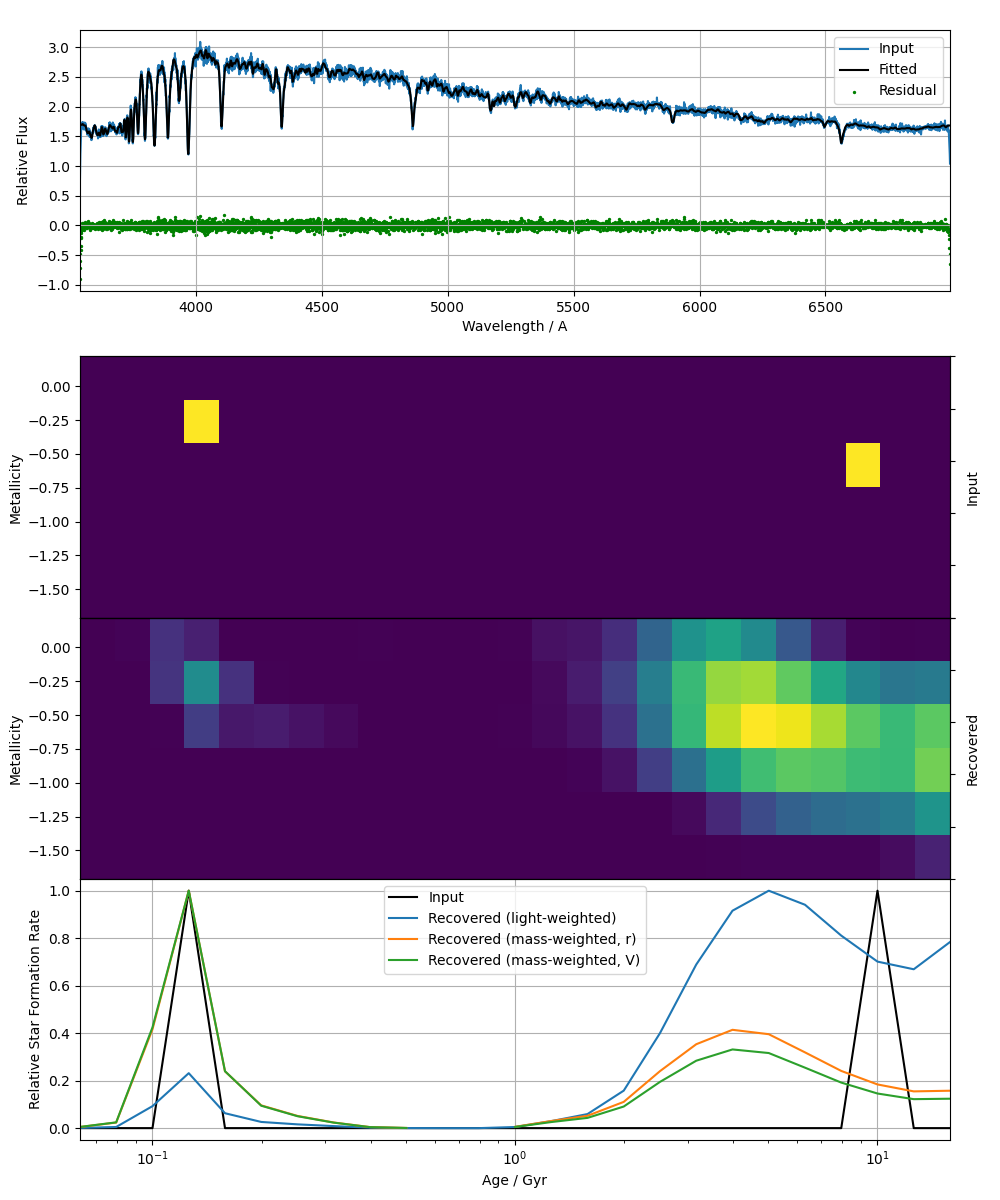 3.0
2.5
2.0
1.5
1.0
0.5
0.0
−0.5
−1.0
Relative Flux
Input
Fitted
Residual
4000 4500 5000 5500 6000 6500
Wavelength / A
0.00
−0.25
−0.50
−0.75
−1.00
−1.25
−1.50
Metallicity
Input
0.00
−0.25
−0.50
−0.75
−1.00
−1.25
−1.50
Metallicity
Recovered
1.0
0.8
0.6
0.4
0.2
0.0
Relative Star Formation Rate
Input
Recovered (light-weighted)
Recovered (mass-weighted, r)
Recovered (mass-weighted, V)
10⁻¹ 10⁰ 10¹
Age / Gyr